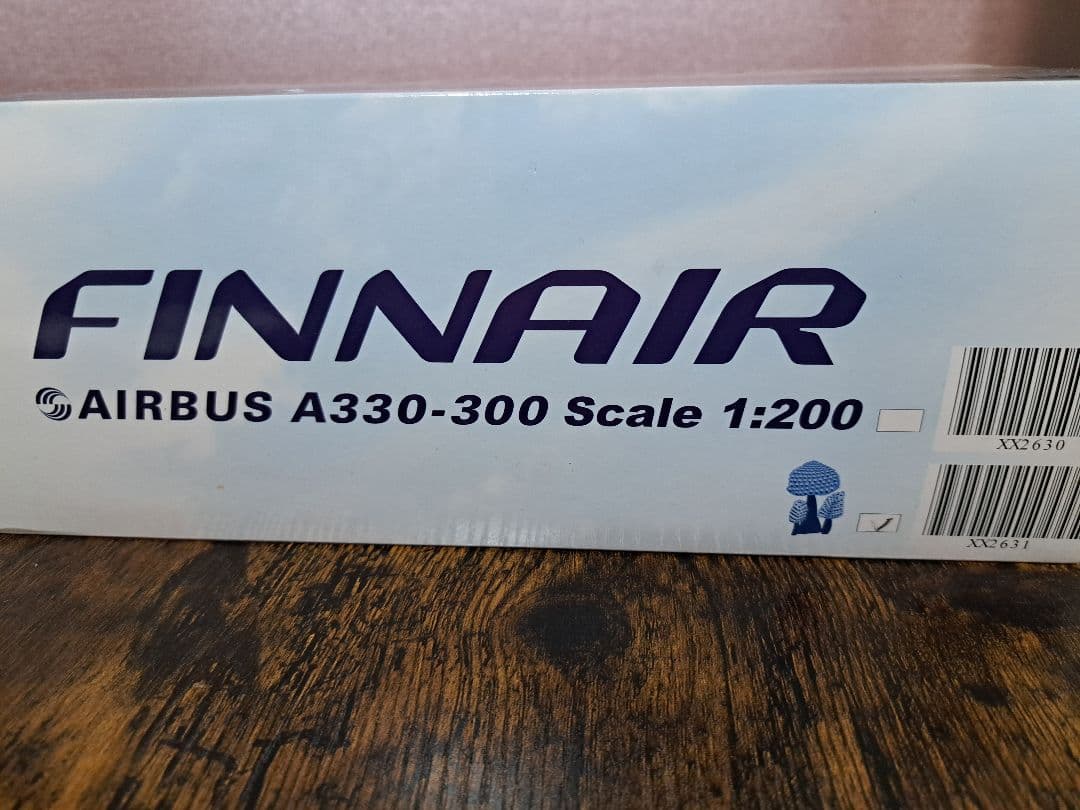 FINNAIR
AIRBUS A330-300 Scale 1:200
XX2630
XX2631